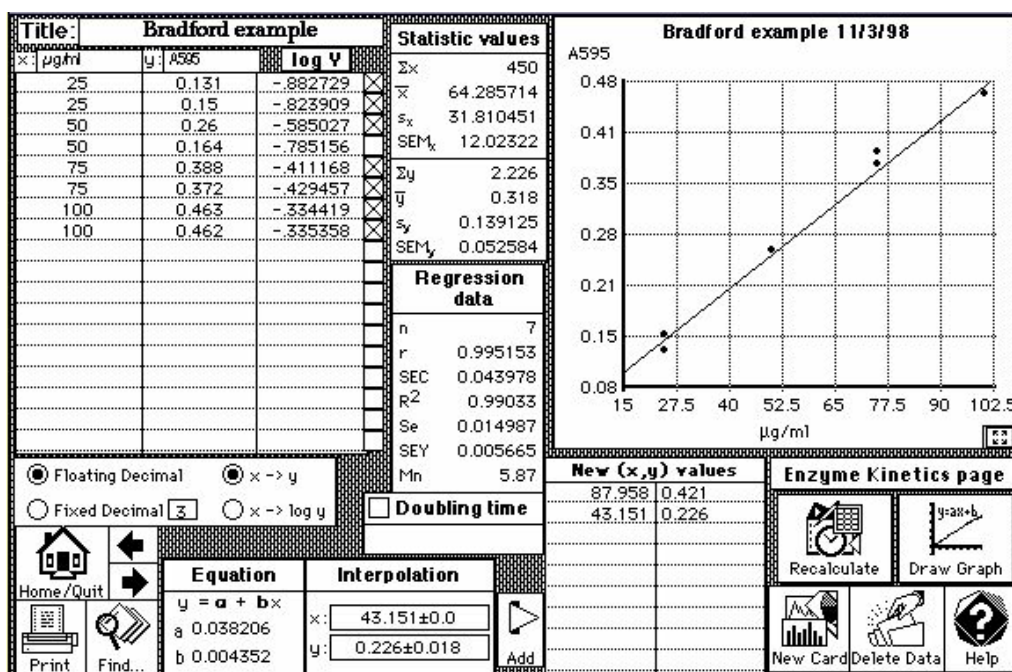 Title: Bradford example
x: µg/ml y: A595 log Y
25 0.131 -.882729
25 0.15 -.823909
50 0.26 -.585027
50 0.164 -.785156
75 0.388 -.411168
75 0.372 -.429457
100 0.463 -.334419
100 0.462 -.335358
Floating Decimal x -> y
Fixed Decimal 3 x -> log y
Home/Quit
Print Find...
Statistic values
Σx 450
x̅ 64.285714
sx 31.810451
SEMx 12.02322
Σy 2.226
y̅ 0.318
sy 0.139125
SEMy 0.052584
Regression
data
n 7
r 0.995153
SEC 0.043978
R2 0.99033
Se 0.014987
SEY 0.005665
Mn 5.87
Doubling time
Equation
y = a + bx
a 0.038206
b 0.004352
Interpolation
x: 43.151±0.0
y: 0.226±0.018
Add
Bradford example 11/3/98
A595
0.48
0.41
0.35
0.28
0.21
0.15
0.08
15 27.5 40 52.5 65 77.5 90 102.5
µg/ml
New (x,y) values
87.958 0.421
43.151 0.226
Enzyme Kinetics page
y=ax+b
Recalculate Draw Graph
New Card Delete Data Help